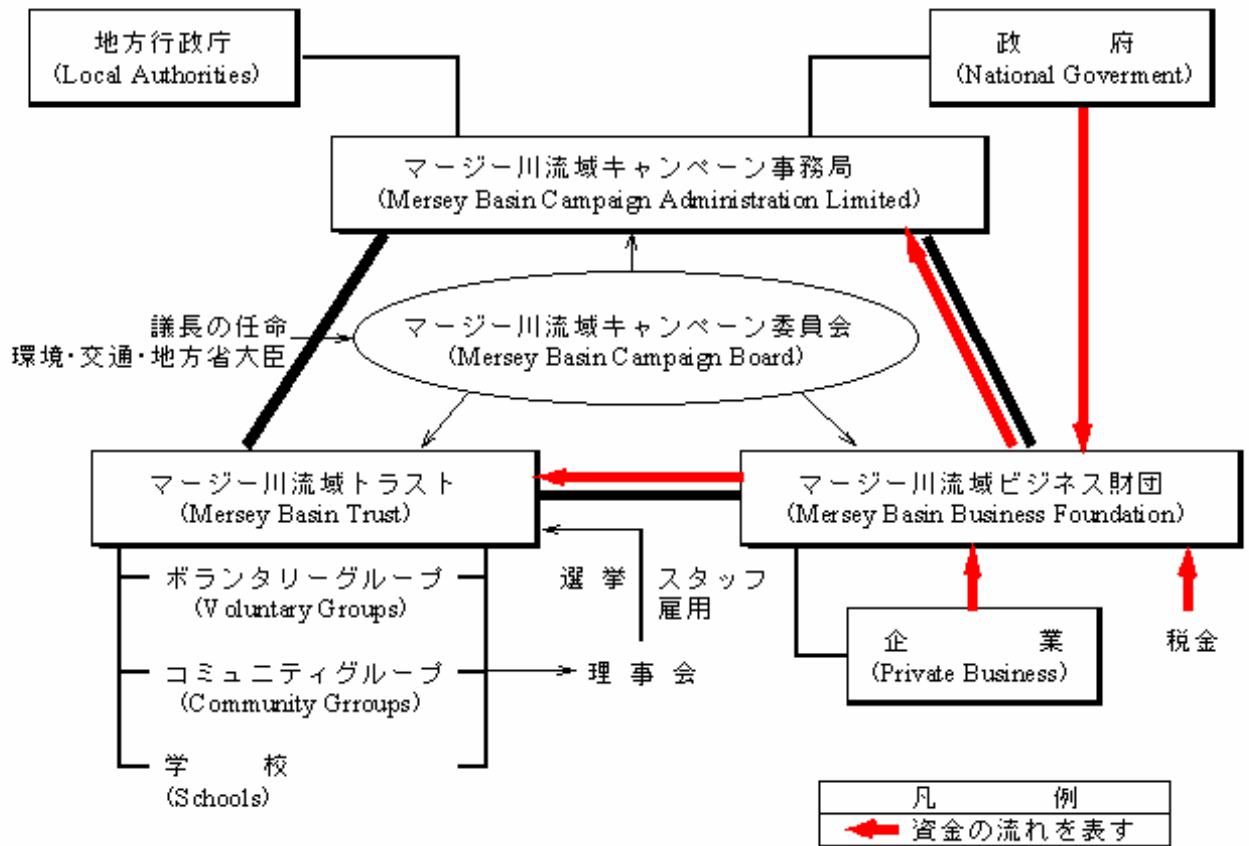 地方行政庁
(Local Authorities)
政 府
(National Goverment)
マージー川流域キャンペーン事務局
(Mersey Basin Campaign Administration Limited)
議長の任命
環境・交通・地方省大臣
マージー川流域キャンペーン委員会
(Mersey Basin Campaign Board)
マージー川流域トラスト
(Mersey Basin Trust)
マージー川流域ビジネス財団
(Mersey Basin Business Foundation)
ボランタリーグループ
(Voluntary Groups)
コミュニティグループ
(Community Grroups)
学 校
(Schools)
選 挙
スタッフ
雇用
理 事 会
企 業
(Private Business)
税金
凡 例
資金の流れを表す